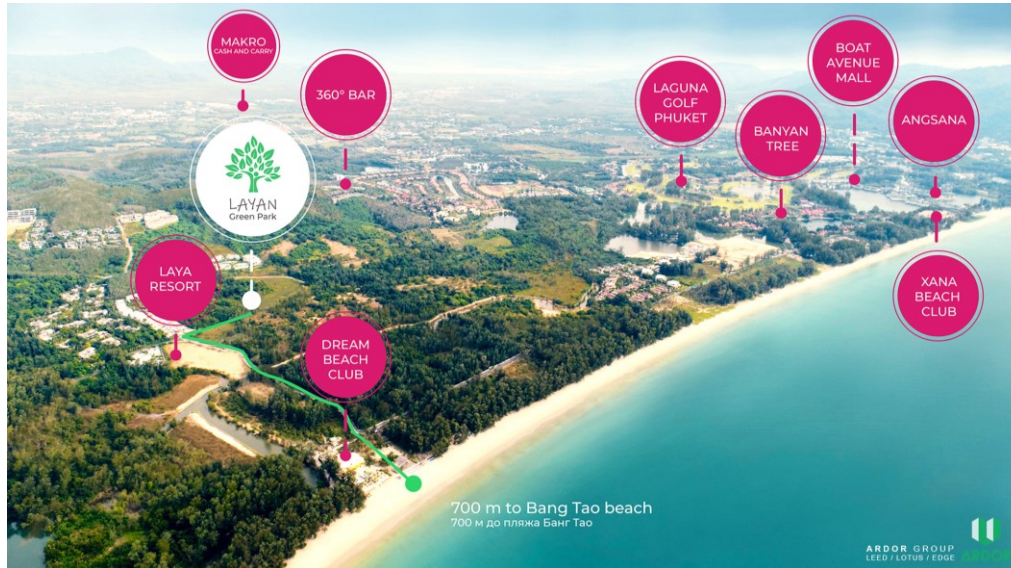 MAKRO
CASH AND CARRY
360° BAR
LAYAN
Green Park
LAYA
RESORT
DREAM
BEACH
CLUB
LAGUNA
GOLF
PHUKET
BANYAN
TREE
BOAT
AVENUE
MALL
ANGSANA
XANA
BEACH
CLUB
700 m to Bang Tao beach
700 м до пляжа Банг Тао
ARDOR GROUP
LEED / LOTUS / EDGE
ARDOR